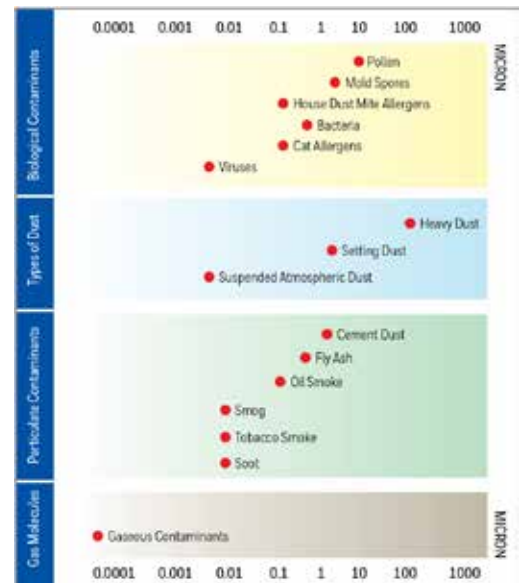 0.0001 0.001 0.01 0.1 1 10 100 1000
MICRON
Biological Contaminants
Pollen
Mold Spores
House Dust Mite Allergens
Bacteria
Cat Allergens
Viruses
Types of Dust
Heavy Dust
Setting Dust
Suspended Atmospheric Dust
Particulate Contaminants
Cement Dust
Fly Ash
Oil Smoke
Smog
Tobacco Smoke
Soot
Gas Molecules
Gaseous Contaminants
MICRON
0.0001 0.001 0.01 0.1 1 10 100 1000